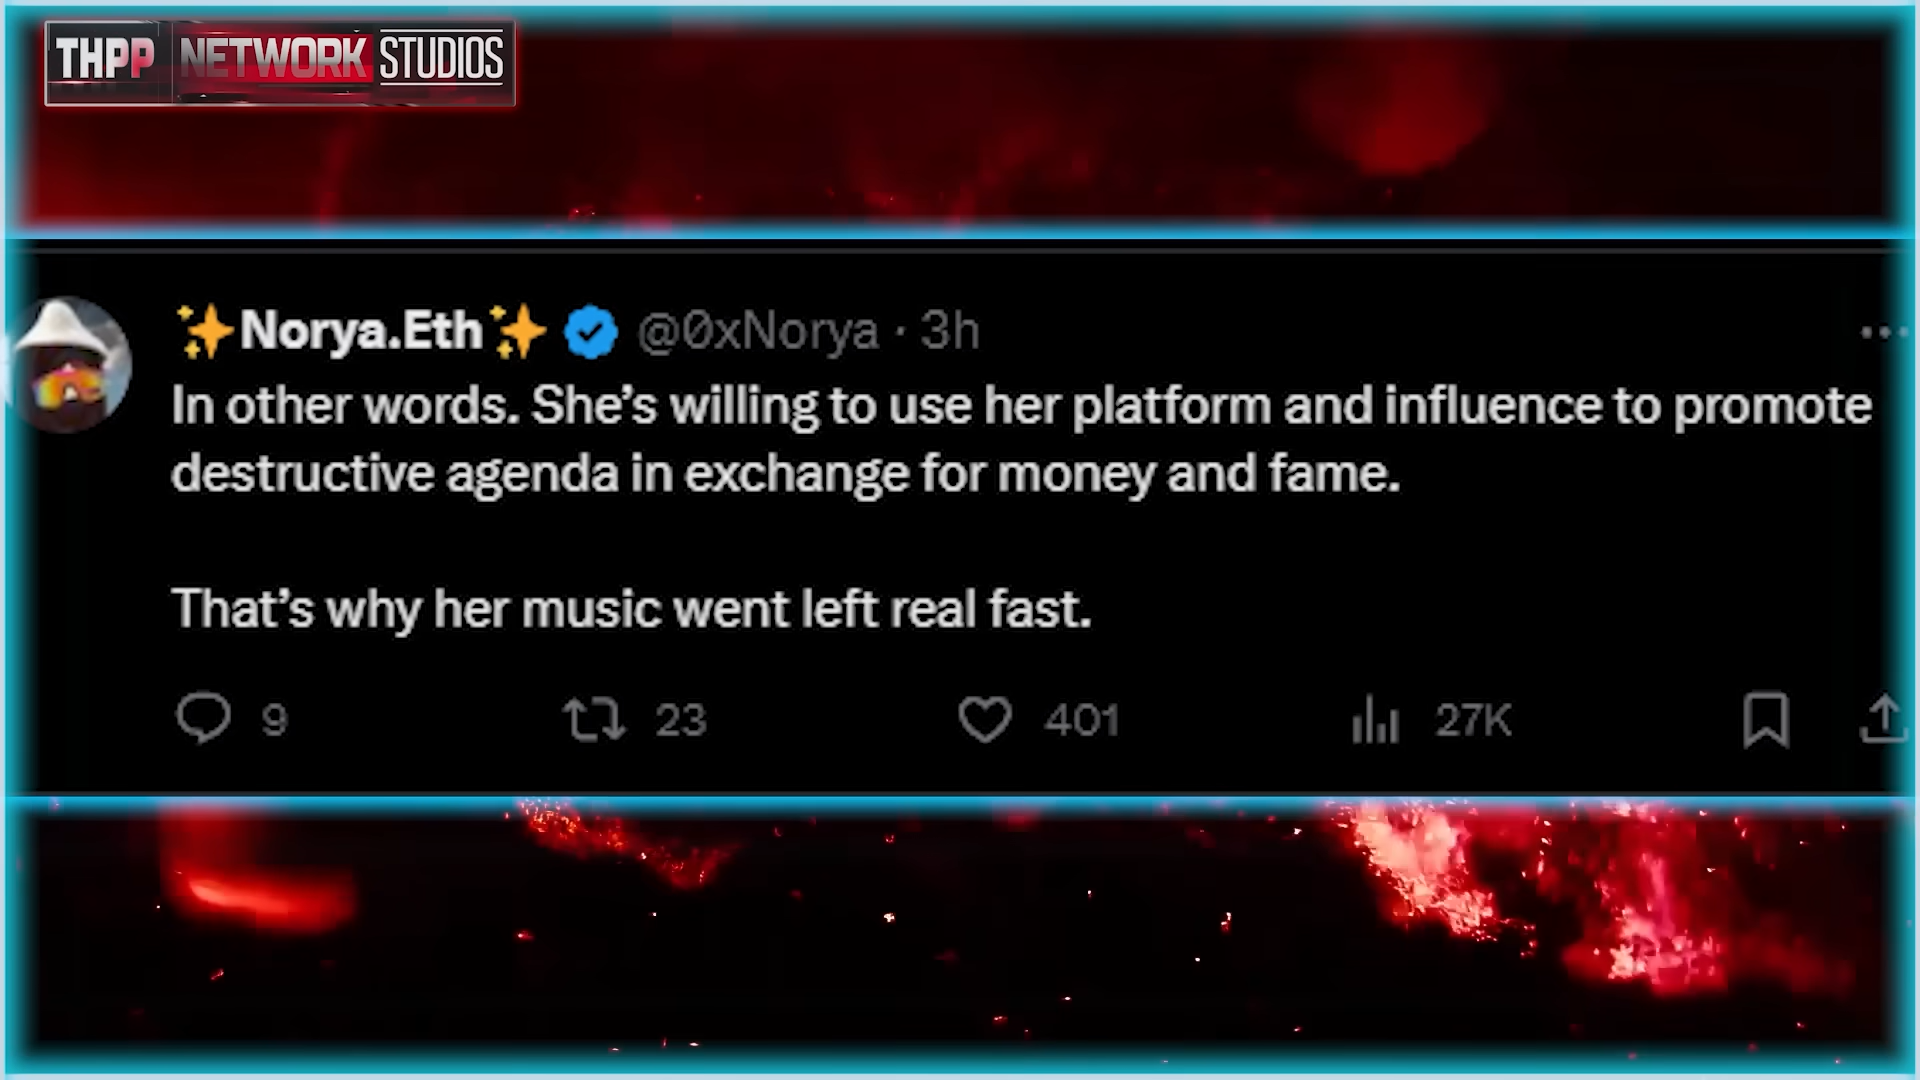 THPP NETWORK STUDIOS
✨Norya.Eth✨ @0xNorya · 3h
In other words. She’s willing to use her platform and influence to promote
destructive agenda in exchange for money and fame.
That’s why her music went left real fast.
9 23 401 27K